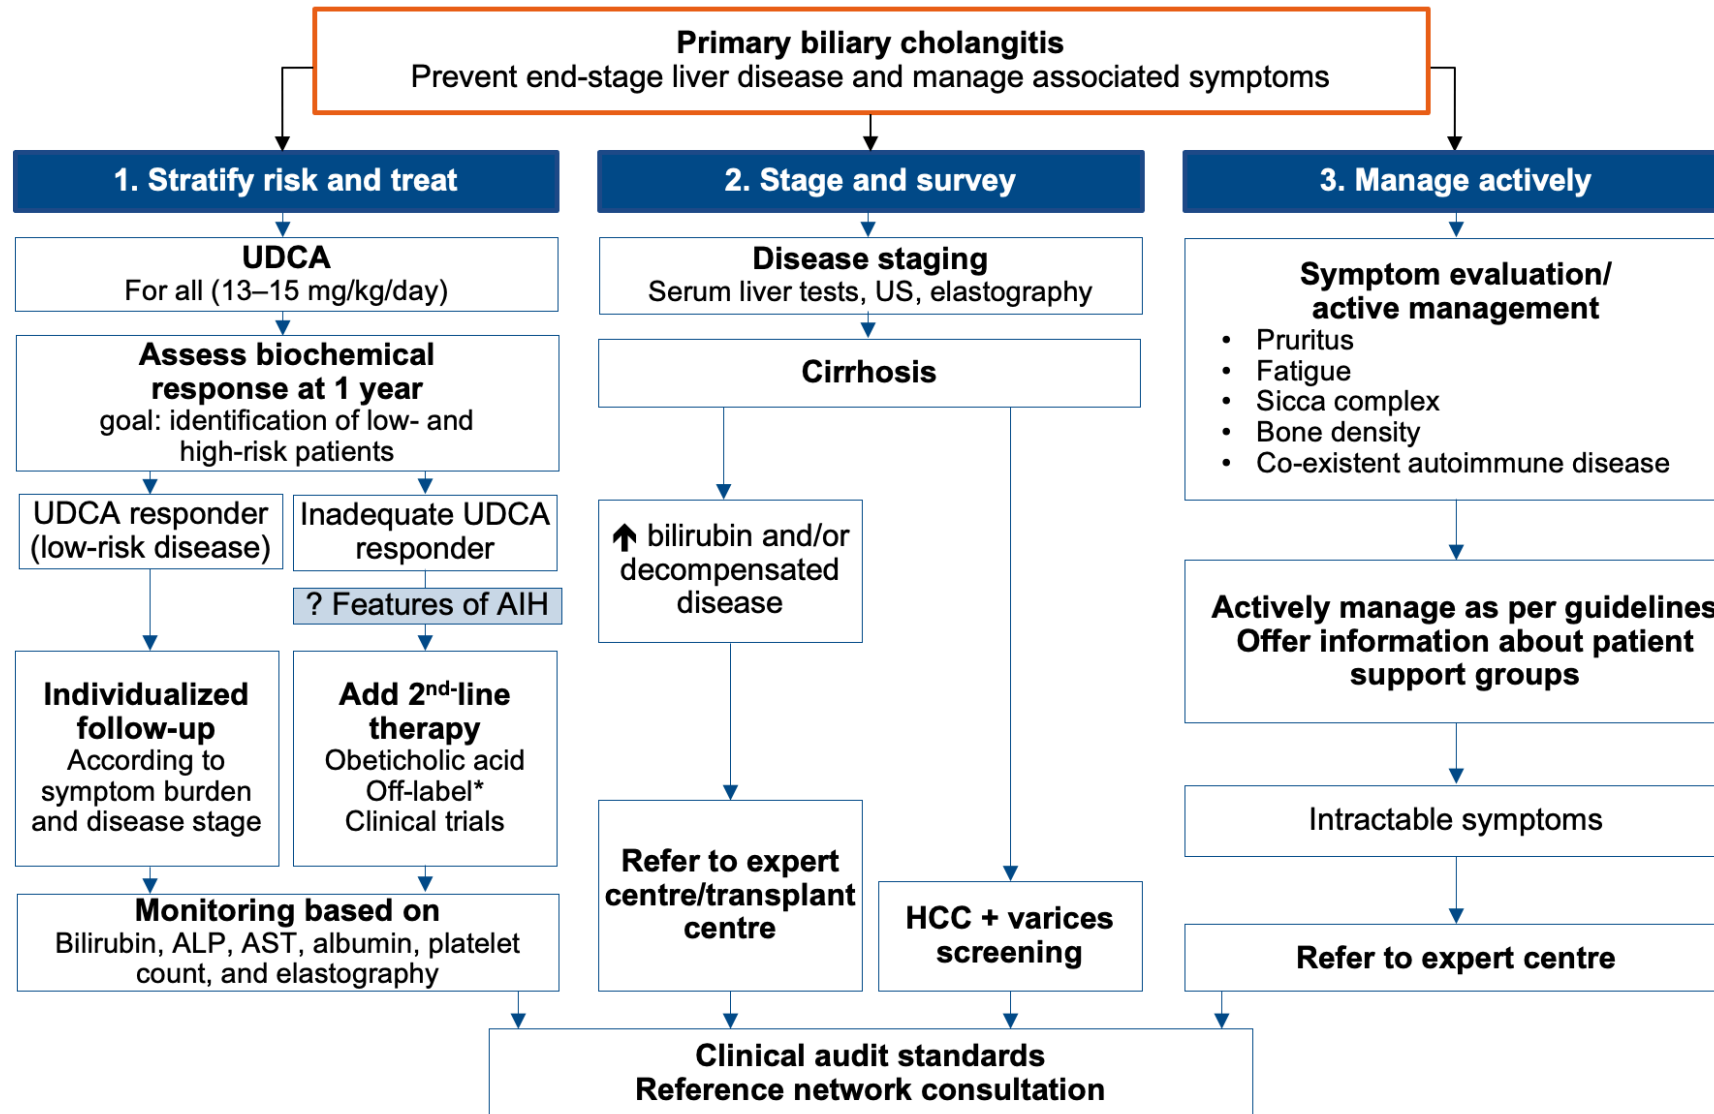 Primary biliary cholangitis
Prevent end-stage liver disease and manage associated symptoms
1. Stratify risk and treat
UDCA
For all (13–15 mg/kg/day)
Assess biochemical
response at 1 year
goal: identification of low- and
high-risk patients
UDCA responder
(low-risk disease)
Inadequate UDCA
responder
? Features of AIH
Individualized
follow-up
According to
symptom burden
and disease stage
Add 2nd-line
therapy
Obeticholic acid
Off-label*
Clinical trials
Monitoring based on
Bilirubin, ALP, AST, albumin, platelet
count, and elastography
2. Stage and survey
Disease staging
Serum liver tests, US, elastography
Cirrhosis
↑ bilirubin and/or
decompensated
disease
Refer to expert
centre/transplant
centre
HCC + varices
screening
3. Manage actively
Symptom evaluation/
active management
• Pruritus
• Fatigue
• Sicca complex
• Bone density
• Co-existent autoimmune disease
Actively manage as per guidelines
Offer information about patient
support groups
Intractable symptoms
Refer to expert centre
Clinical audit standards
Reference network consultation